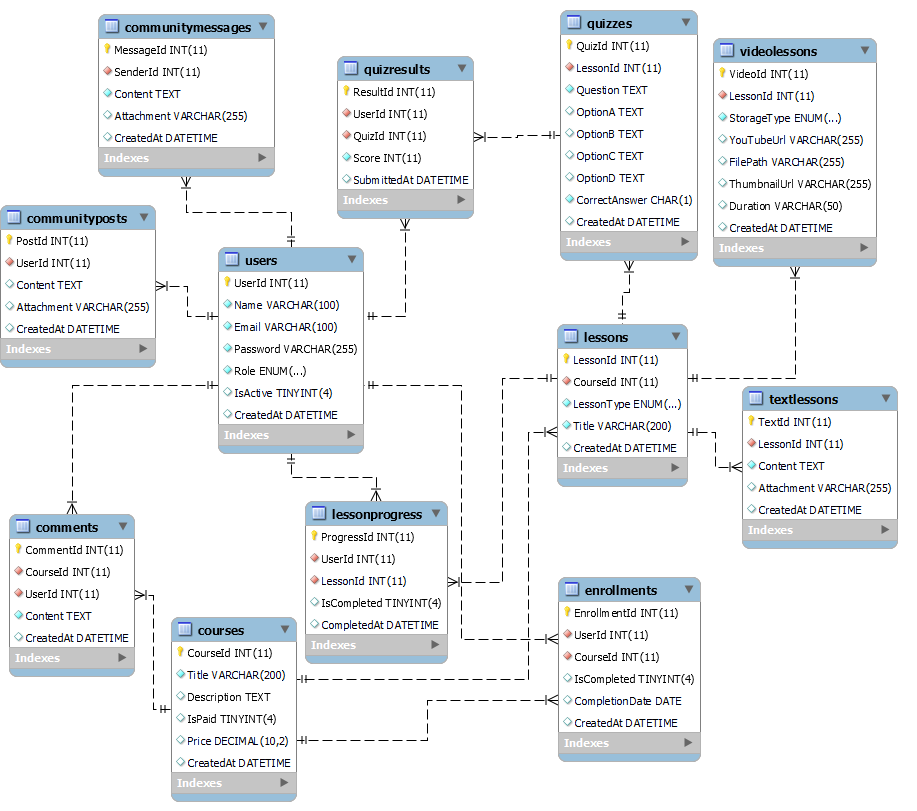 communitymessages
MessageId INT(11)
SenderId INT(11)
Content TEXT
Attachment VARCHAR(255)
CreatedAt DATETIME
Indexes
quizresults
ResultId INT(11)
UserId INT(11)
QuizId INT(11)
Score INT(11)
SubmittedAt DATETIME
Indexes
quizzes
QuizId INT(11)
LessonId INT(11)
Question TEXT
OptionA TEXT
OptionB TEXT
OptionC TEXT
OptionD TEXT
CorrectAnswer CHAR(1)
CreatedAt DATETIME
Indexes
videolessons
VideoId INT(11)
LessonId INT(11)
StorageType ENUM(...)
YouTubeUrl VARCHAR(255)
FilePath VARCHAR(255)
ThumbnailUrl VARCHAR(255)
Duration VARCHAR(50)
CreatedAt DATETIME
Indexes
communityposts
PostId INT(11)
UserId INT(11)
Content TEXT
Attachment VARCHAR(255)
CreatedAt DATETIME
Indexes
users
UserId INT(11)
Name VARCHAR(100)
Email VARCHAR(100)
Password VARCHAR(255)
Role ENUM(...)
IsActive TINYINT(4)
CreatedAt DATETIME
Indexes
lessons
LessonId INT(11)
CourseId INT(11)
LessonType ENUM(...)
Title VARCHAR(200)
CreatedAt DATETIME
Indexes
textlessons
TextId INT(11)
LessonId INT(11)
Content TEXT
Attachment VARCHAR(255)
CreatedAt DATETIME
Indexes
comments
CommentId INT(11)
CourseId INT(11)
UserId INT(11)
Content TEXT
CreatedAt DATETIME
Indexes
lessonprogress
ProgressId INT(11)
UserId INT(11)
LessonId INT(11)
IsCompleted TINYINT(4)
CompletedAt DATETIME
Indexes
courses
CourseId INT(11)
Title VARCHAR(200)
Description TEXT
IsPaid TINYINT(4)
Price DECIMAL(10,2)
CreatedAt DATETIME
Indexes
enrollments
EnrollmentId INT(11)
UserId INT(11)
CourseId INT(11)
IsCompleted TINYINT(4)
CompletionDate DATE
CreatedAt DATETIME
Indexes